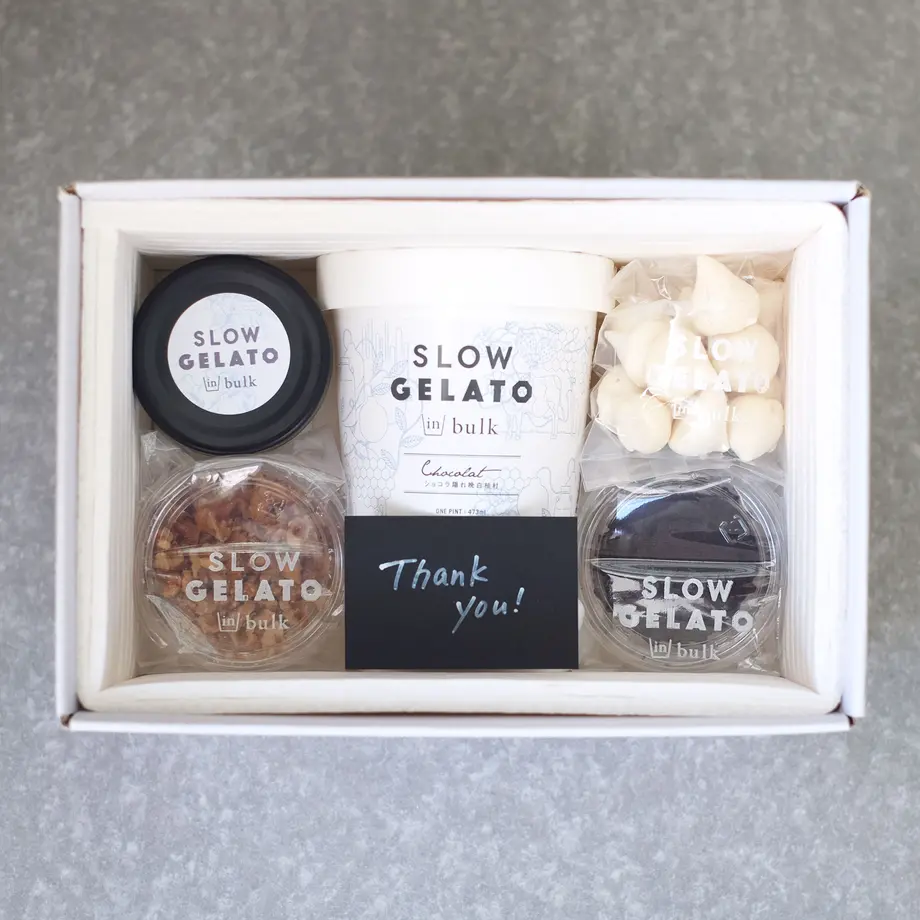 SLOW
GELATO
in bulk
SLOW
GELATO
in bulk
Chocolat
ONE PINT・473ml
SLOW
GELATO
in bulk
SLOW
GELATO
in bulk
Thank
you!
SLOW
GELATO
in bulk